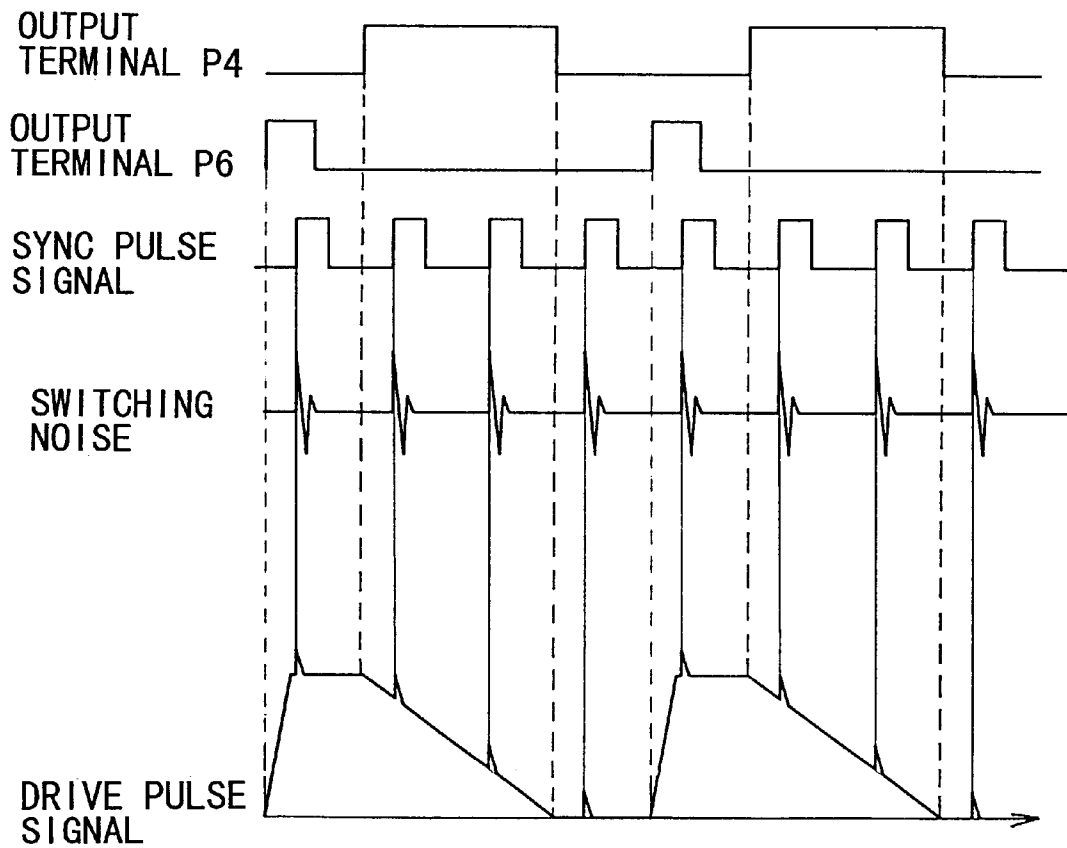 OUTPUT
TERMINAL P4
OUTPUT
TERMINAL P6
SYNC PULSE
SIGNAL
SWITCHING
NOISE
DRIVE PULSE
SIGNAL